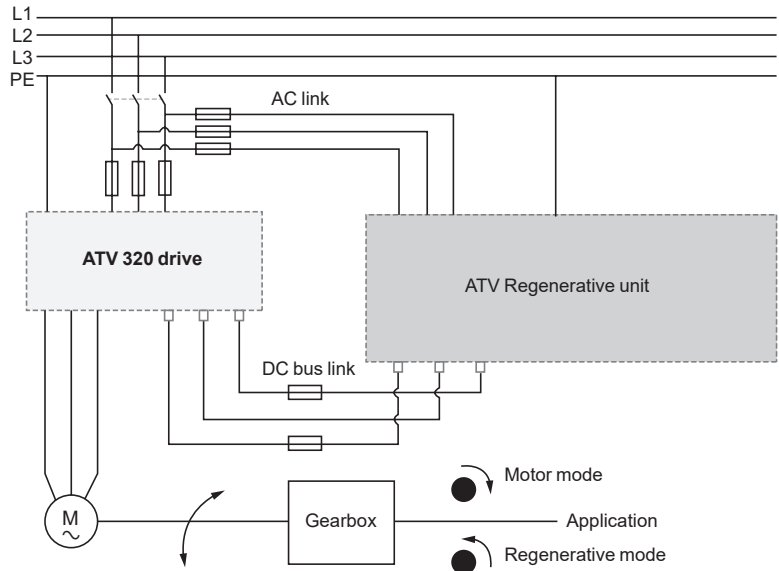 L1
L2
L3
PE
AC link
ATV 320 drive
ATV Regenerative unit
DC bus link
Motor mode
M
Gearbox
Application
Regenerative mode